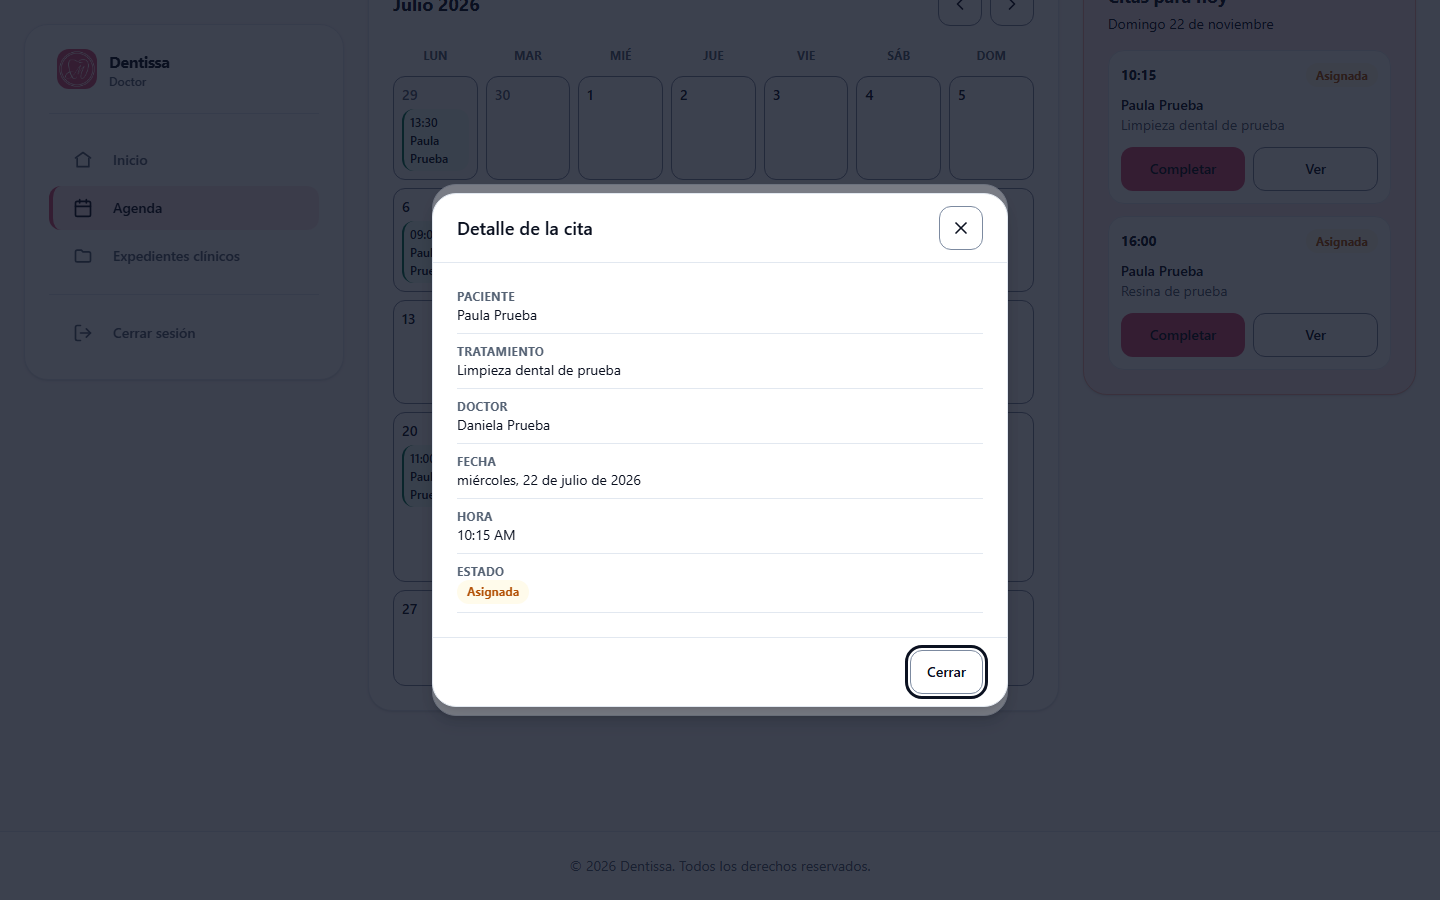 Dentissa
Doctor
Inicio
Agenda
Expedientes clínicos
Cerrar sesión
Julio 2026
LUN MAR MIÉ JUE VIE SÁB DOM
29 30 1 2 3 4 5
13:30
Paula
Prueba
6
13
20
27
Detalle de la cita
PACIENTE
Paula Prueba
TRATAMIENTO
Limpieza dental de prueba
DOCTOR
Daniela Prueba
FECHA
miércoles, 22 de julio de 2026
HORA
10:15 AM
ESTADO
Asignada
Cerrar
Citas para hoy
Domingo 22 de noviembre
10:15 Asignada
Paula Prueba
Limpieza dental de prueba
Completar Ver
16:00 Asignada
Paula Prueba
Resina de prueba
Completar Ver
© 2026 Dentissa. Todos los derechos reservados.